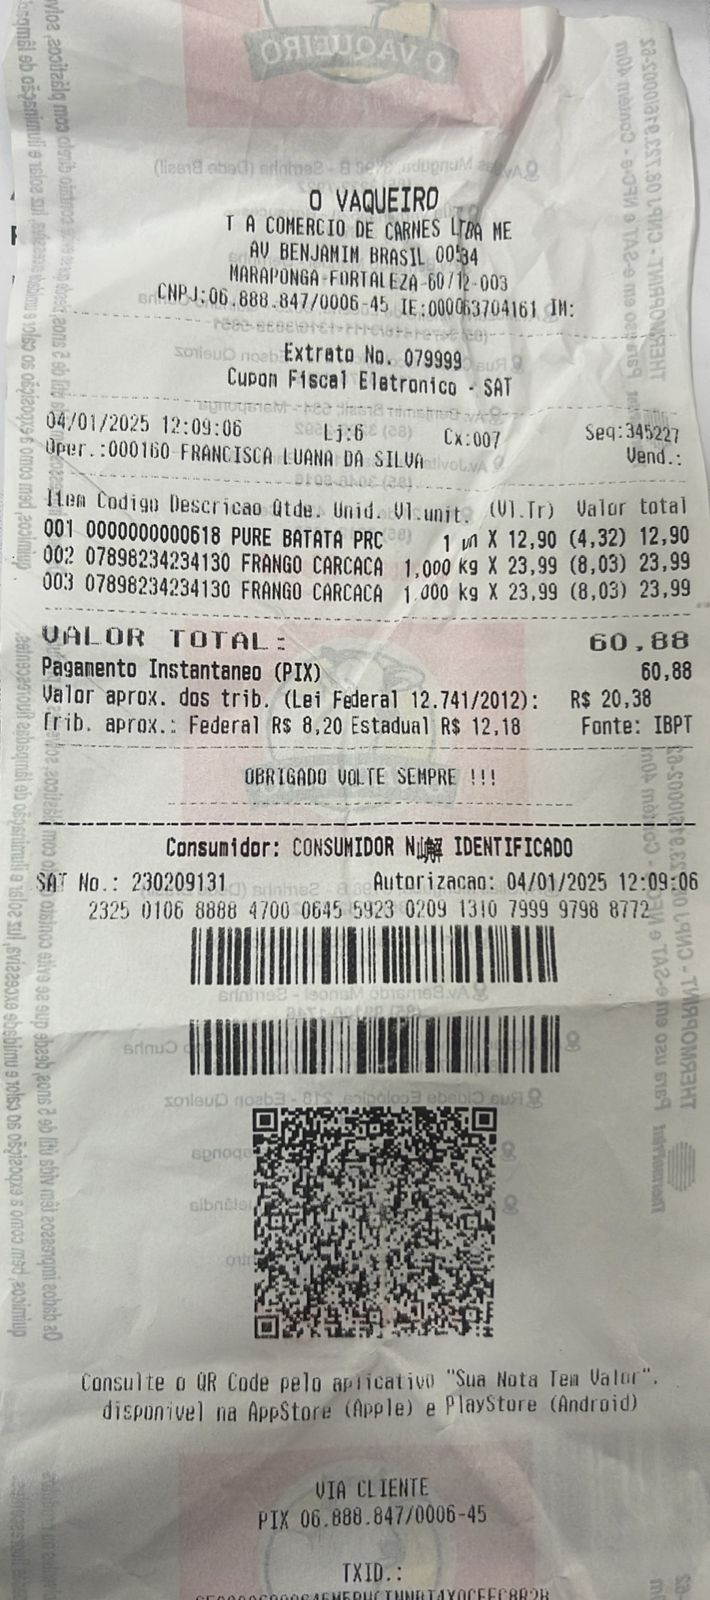 O VAQUEIRO
T A COMERCIO DE CARNES LTDA ME
AV BENJAMIM BRASIL 00534
MARAPONGA-FORTALEZA-60712-003
CNPJ:06.888.847/0006-45 IE:000063704161 IM:
Extrato No. 079999
Cupom Fiscal Eletronico - SAT
04/01/2025 12:09:06 Lj:6 Cx:007 Seq:345227
Oper.:000160 FRANCISCA LUANA DA SILVA Vend.:
Item Codigo Descricao Qtde. Unid. Vl.unit. (Vl.Tr) Valor total
001 0000000000618 PURE BATATA PRC 1 un X 12,90 (4,32) 12,90
002 07898234234130 FRANGO CARCACA 1,000 kg X 23,99 (8,03) 23,99
003 07898234234130 FRANGO CARCACA 1,000 kg X 23,99 (8,03) 23,99
VALOR TOTAL: 60,88
Pagamento Instantaneo (PIX) 60,88
Valor aprox. dos trib. (Lei Federal 12.741/2012): R$ 20,38
Trib. aprox.: Federal R$ 8,20 Estadual R$ 12,18 Fonte: IBPT
OBRIGADO VOLTE SEMPRE !!!
Consumidor: CONSUMIDOR IDENTIFICADO
SAT No.: 230209131 Autorizacao: 04/01/2025 12:09:06
2325 0106 8888 4700 0645 5923 0209 1310 7999 9798 8772
Consulte o QR Code pelo aplicativo "Sua Nota Tem Valor".
disponivel na AppStore (Apple) e PlayStore (Android)
VIA CLIENTE
PIX 06.888.847/0006-45
TXID.: